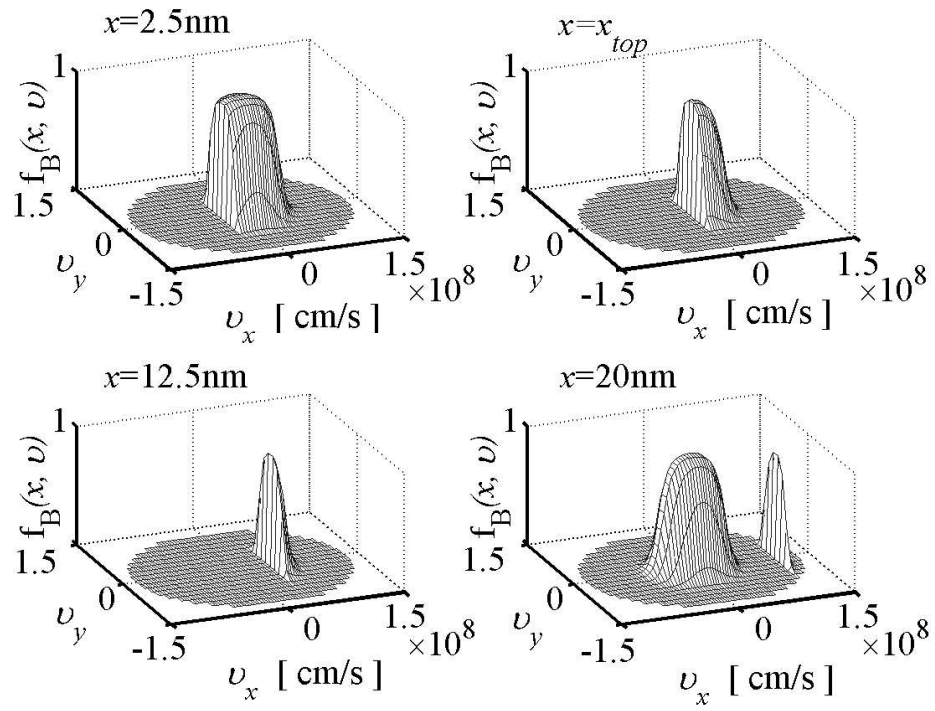 x=2.5nm
1
f_B(x, υ)
1.5
0
υ_y
-1.5
0
1.5
×10^8
υ_x [ cm/s ]
x=x_top
1
f_B(x, υ)
1.5
0
υ_y
-1.5
0
1.5
×10^8
υ_x [ cm/s ]
x=12.5nm
1
f_B(x, υ)
1.5
0
υ_y
-1.5
0
1.5
×10^8
υ_x [ cm/s ]
x=20nm
1
f_B(x, υ)
1.5
0
υ_y
-1.5
0
1.5
×10^8
υ_x [ cm/s ]